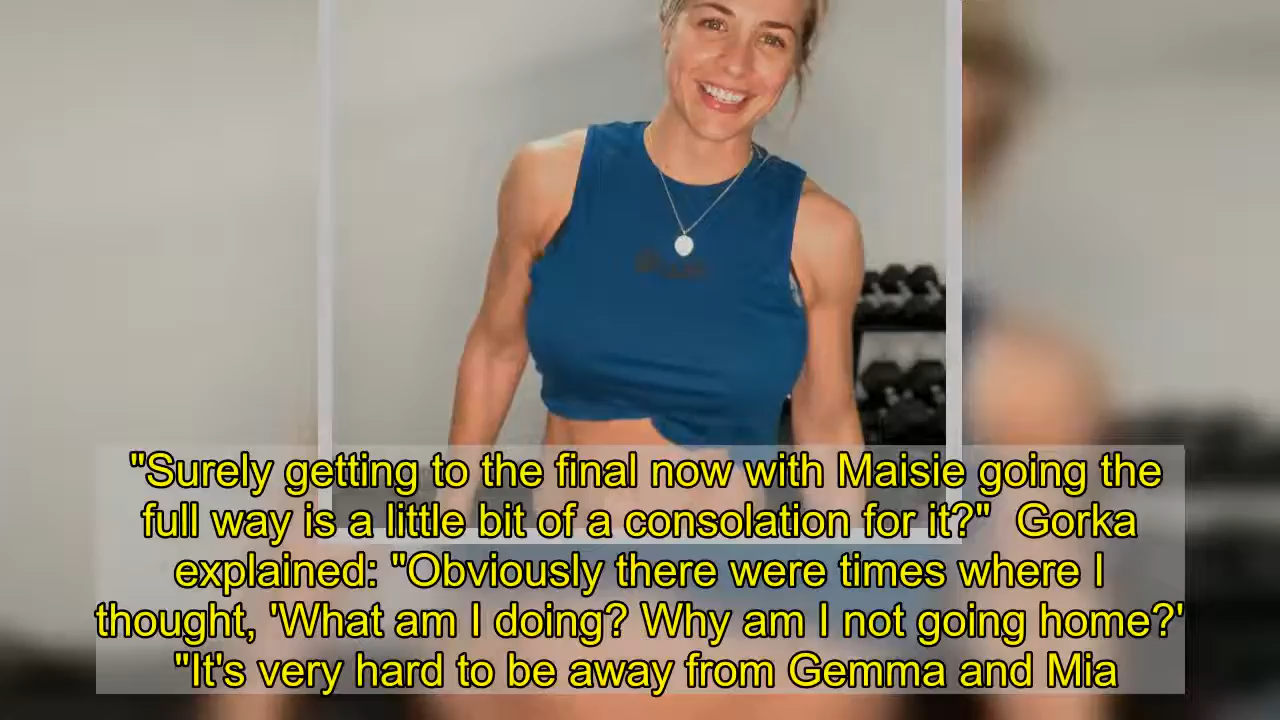 "Surely getting to the final now with Maisie going the
full way is a little bit of a consolation for it?"  Gorka
explained: "Obviously there were times where I
thought, 'What am I doing? Why am I not going home?'
"It's very hard to be away from Gemma and Mia